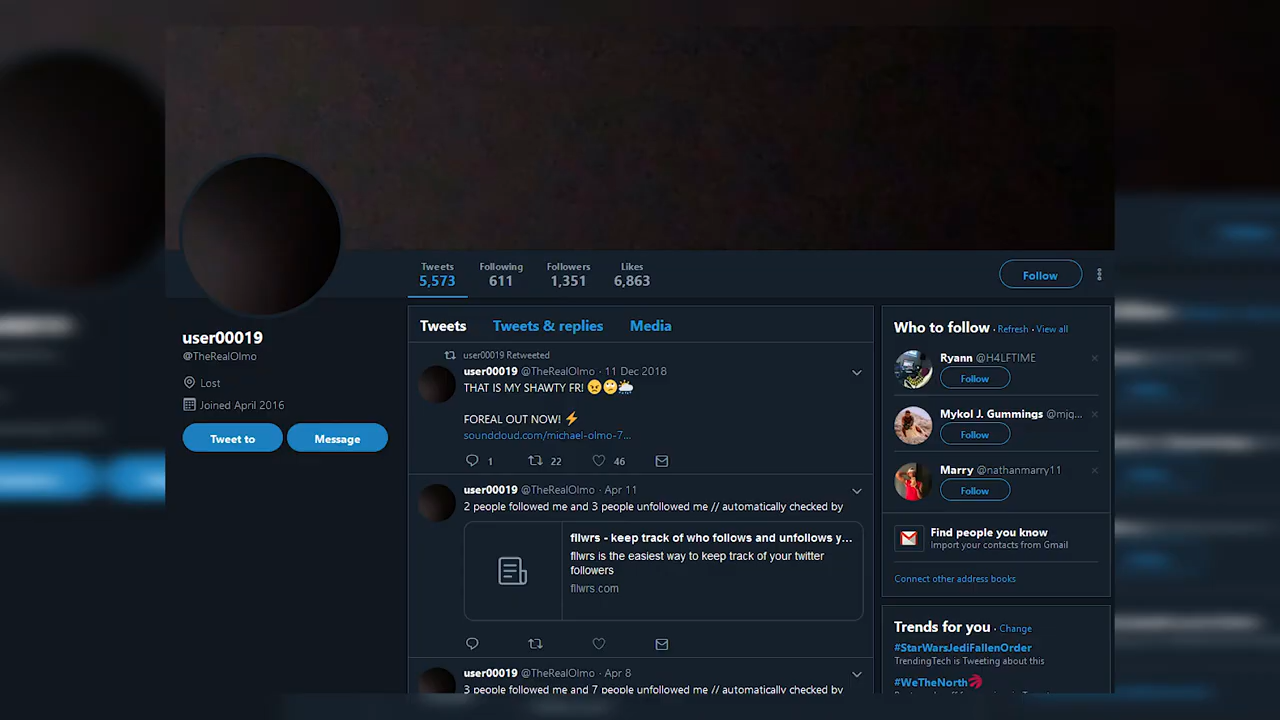 Tweets
5,573
Following
611
Followers
1,351
Likes
6,863
Follow
user00019
@TheRealOlmo
Lost
Joined April 2016
Tweet to
Message
Tweets
Tweets & replies
Media
user00019 Retweeted
user00019 @TheRealOlmo · 11 Dec 2018
THAT IS MY SHAWTY FR! 😠🙄🌦
FOREAL OUT NOW! ⚡
soundcloud.com/michael-olmo-7...
1
22
46
user00019 @TheRealOlmo · Apr 11
2 people followed me and 3 people unfollowed me // automatically checked by
fllwrs - keep track of who follows and unfollows y...
fllwrs is the easiest way to keep track of your twitter
followers
fllwrs.com
user00019 @TheRealOlmo · Apr 8
3 people followed me and 7 people unfollowed me // automatically checked by
Who to follow · Refresh · View all
Ryann @H4LFTIME
Follow
Mykol J. Gummings @mjg...
Follow
Marry @nathanmarry11
Follow
Find people you know
Import your contacts from Gmail
Connect other address books
Trends for you · Change
#StarWarsJediFallenOrder
TrendingTech is Tweeting about this
#WeTheNorth